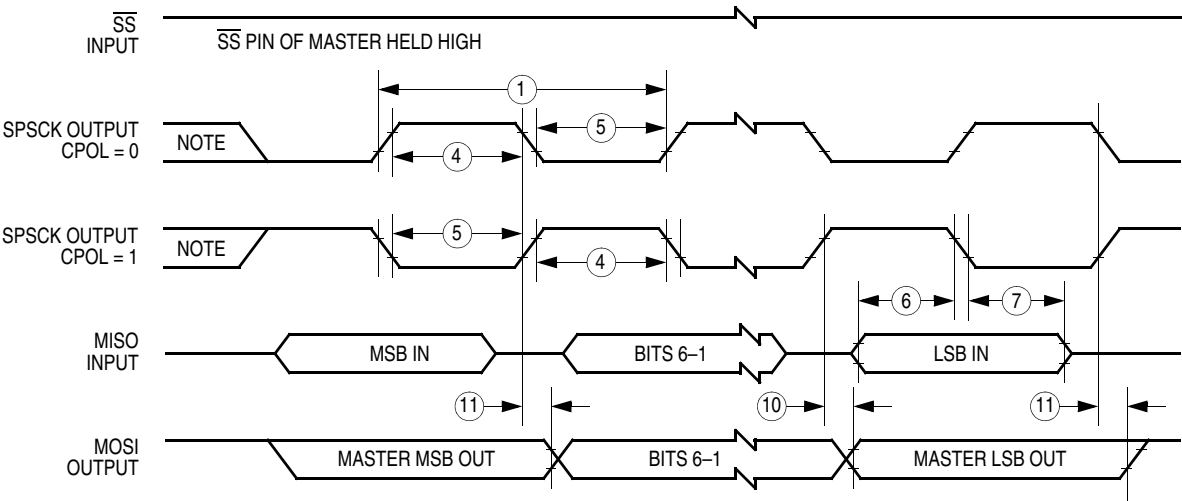 SS
INPUT
SS PIN OF MASTER HELD HIGH
1
SPSCK OUTPUT
CPOL = 0
NOTE
5
4
SPSCK OUTPUT
CPOL = 1
NOTE
5
4
6
7
MISO
INPUT
MSB IN
BITS 6–1
LSB IN
11
10
11
MOSI
OUTPUT
MASTER MSB OUT
BITS 6–1
MASTER LSB OUT